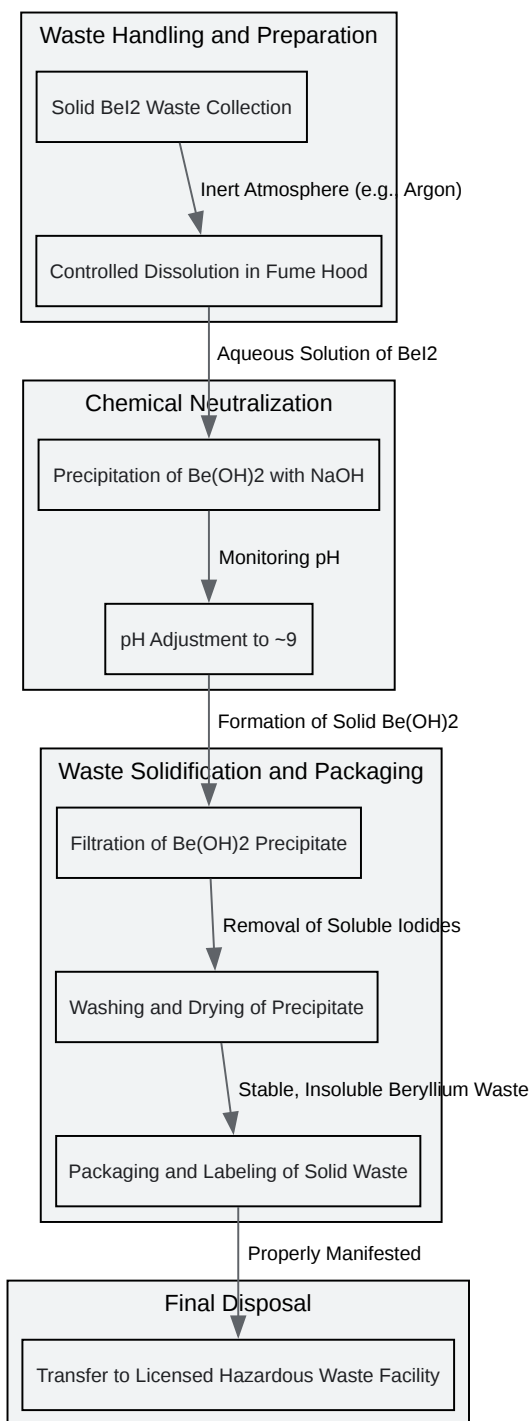 Waste Handling and Preparation
Solid BeI2 Waste Collection
Inert Atmosphere (e.g., Argon)
Controlled Dissolution in Fume Hood
Aqueous Solution of BeI2
Chemical Neutralization
Precipitation of Be(OH)2 with NaOH
Monitoring pH
pH Adjustment to ~9
Formation of Solid Be(OH)2
Waste Solidification and Packaging
Filtration of Be(OH)2 Precipitate
Removal of Soluble Iodides
Washing and Drying of Precipitate
Stable, Insoluble Beryllium Waste
Packaging and Labeling of Solid Waste
Properly Manifested
Final Disposal
Transfer to Licensed Hazardous Waste Facility